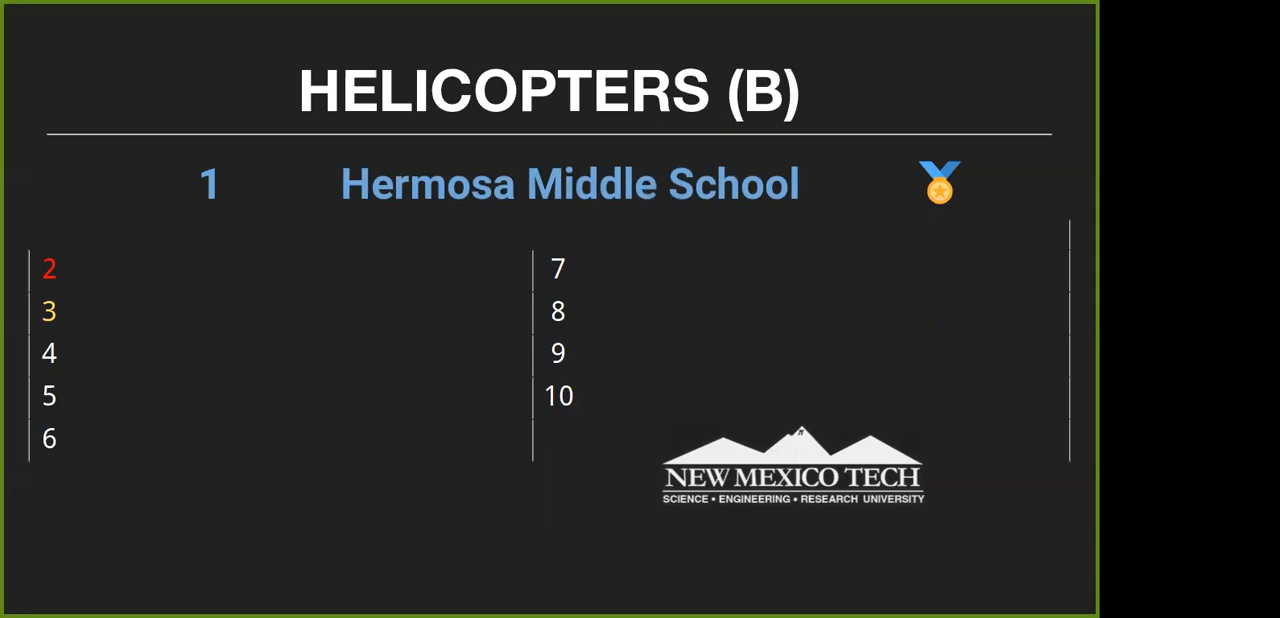 HELICOPTERS (B)
1 Hermosa Middle School
2
3
4
5
6
7
8
9
10
NEW MEXICO TECH
SCIENCE • ENGINEERING • RESEARCH UNIVERSITY